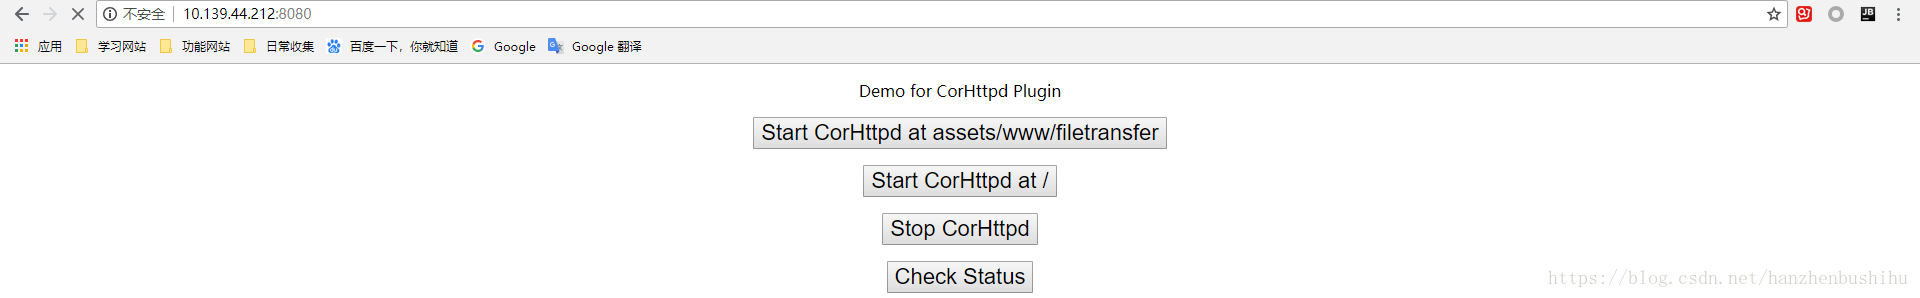 不安全 10.139.44.212:8080
应用 学习网站 功能网站 日常收集 百度一下，你就知道 Google Google 翻译
Demo for CorHttpd Plugin
Start CorHttpd at assets/www/filetransfer
Start CorHttpd at /
Stop CorHttpd
Check Status
https://blog.csdn.net/hanzhenbushihu